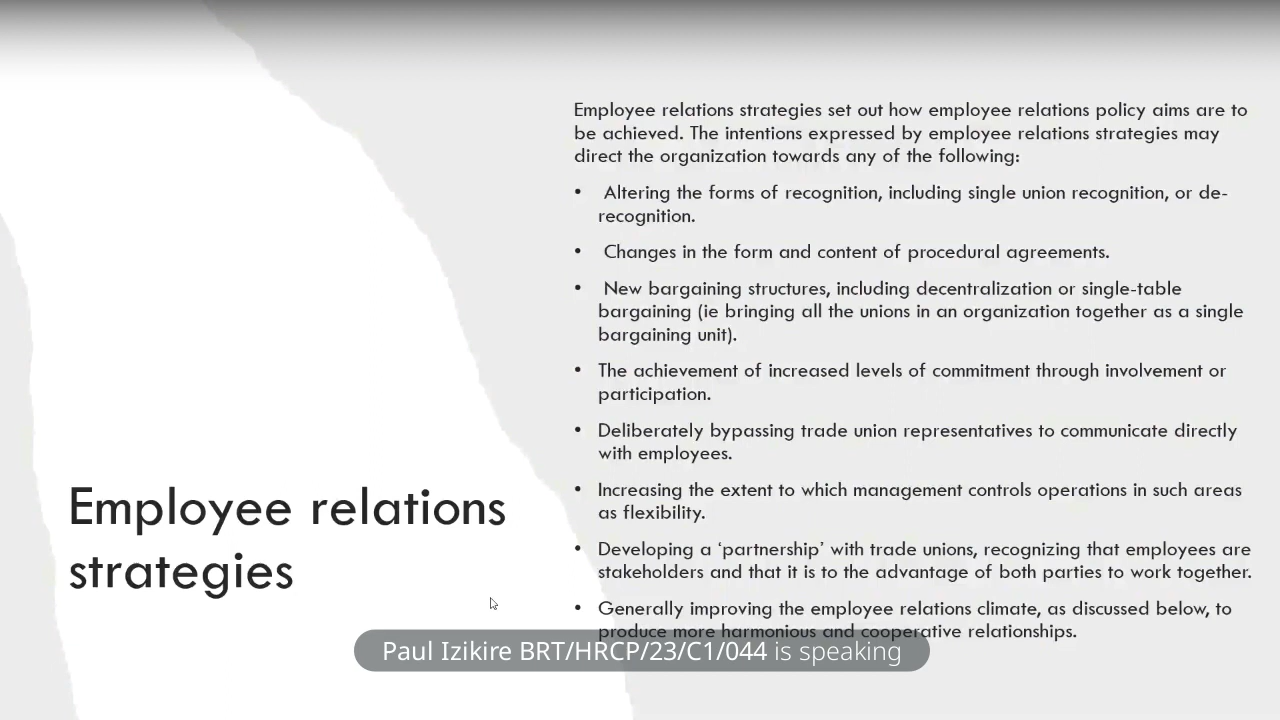 Employee relations strategies set out how employee relations policy aims are to
be achieved. The intentions expressed by employee relations strategies may
direct the organization towards any of the following:
• Altering the forms of recognition, including single union recognition, or de-
recognition.
• Changes in the form and content of procedural agreements.
• New bargaining structures, including decentralization or single-table
bargaining (ie bringing all the unions in an organization together as a single
bargaining unit).
• The achievement of increased levels of commitment through involvement or
participation.
• Deliberately bypassing trade union representatives to communicate directly
with employees.
• Increasing the extent to which management controls operations in such areas
as flexibility.
• Developing a ‘partnership’ with trade unions, recognizing that employees are
stakeholders and that it is to the advantage of both parties to work together.
• Generally improving the employee relations climate, as discussed below, to
produce more harmonious and cooperative relationships.
Employee relations
strategies
Paul Izikire BRT/HRCP/23/C1/044 is speaking